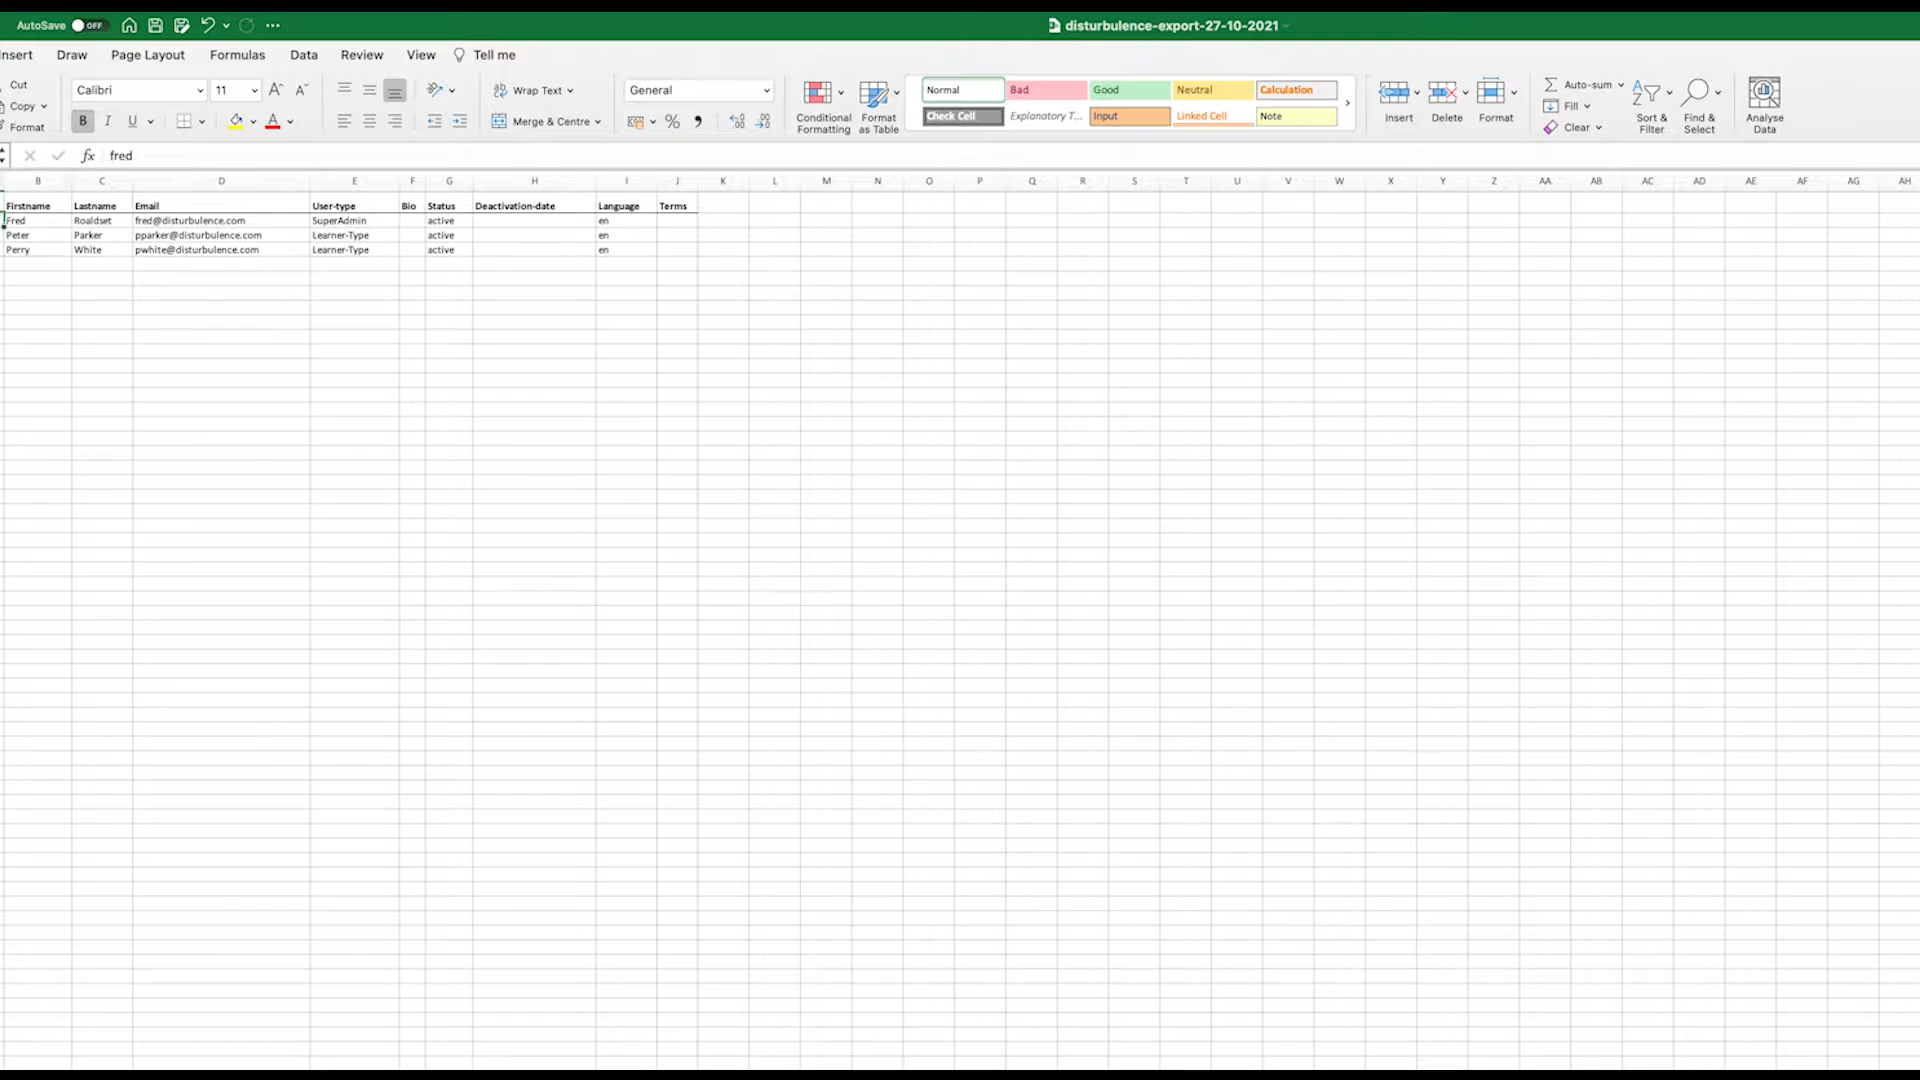 AutoSave OFF
disturbulence-export-27-10-2021
nsert Draw Page Layout Formulas Data Review View Tell me
Cut
Copy
Format
Calibri 11
B I U A
Wrap Text
Merge & Centre
General
%
Conditional Formatting
Format as Table
Normal Bad Good Neutral Calculation
Check Cell Explanatory T... Input Linked Cell Note
Insert Delete Format
Auto-sum
Fill
Clear
Sort & Filter
Find & Select
Analyse Data
fx fred
B C D E F G H I J K L M N O P Q R S T U V W X Y Z AA AB AC AD AE AF AG AH
Firstname Lastname Email User-type Bio Status Deactivation-date Language Terms
Fred Roaldset fred@disturbulence.com SuperAdmin active en
Peter Parker pparker@disturbulence.com Learner-Type active en
Perry White pwhite@disturbulence.com Learner-Type active en